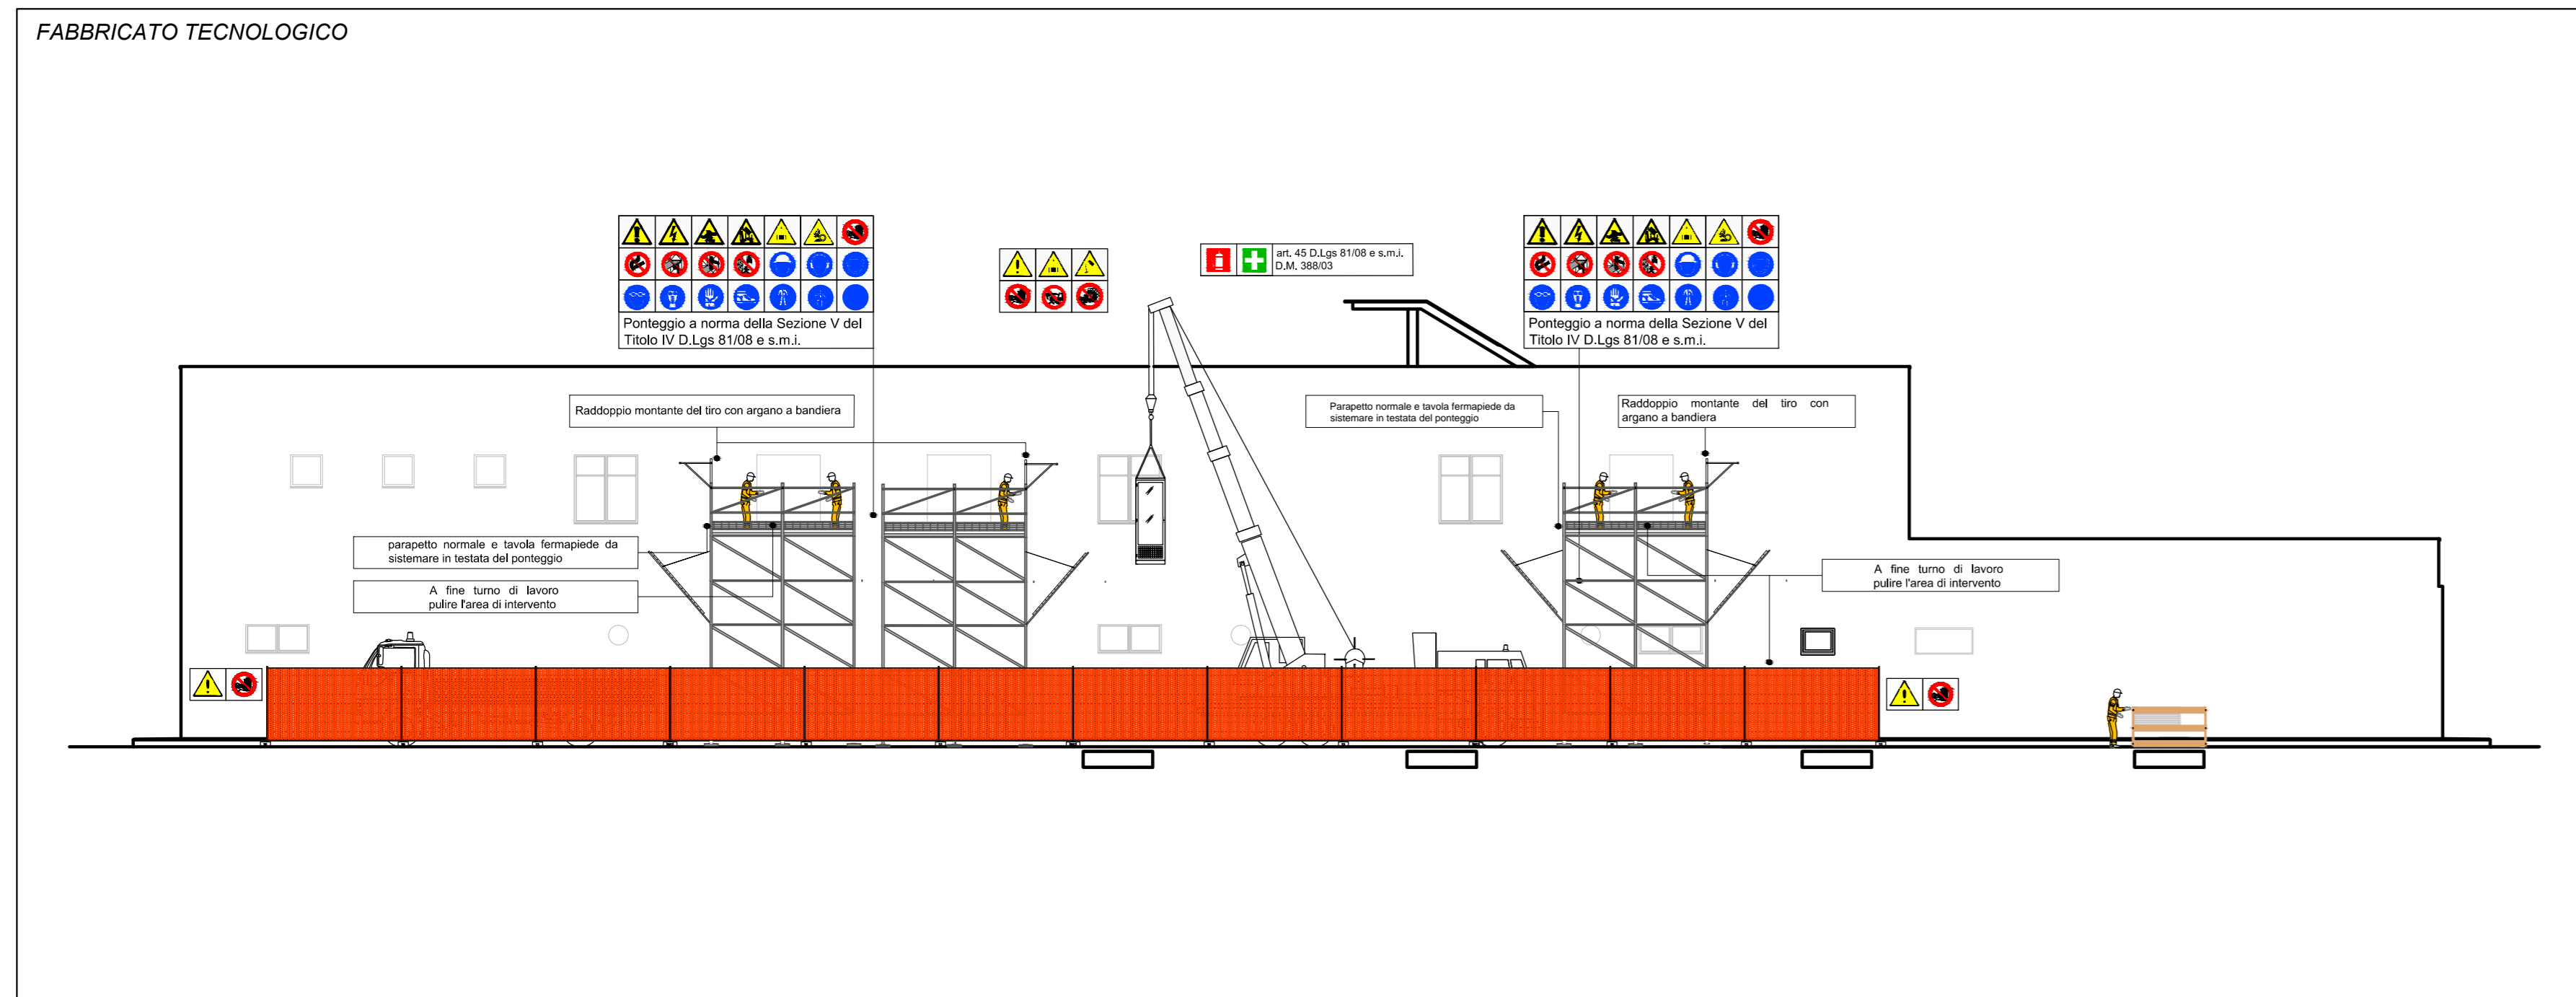 FABBRICATO TECNOLOGICO
Ponteggio a norma della Sezione V del
Titolo IV D.Lgs 81/08 e s.m.i.
art. 45 D.Lgs 81/08 e s.m.i.
D.M. 388/03
Ponteggio a norma della Sezione V del
Titolo IV D.Lgs 81/08 e s.m.i.
Raddoppio montante del tiro con argano a bandiera
Parapetto normale e tavola fermapiede da
sistemare in testata del ponteggio
Raddoppio montante del tiro con
argano a bandiera
parapetto normale e tavola fermapiede da
sistemare in testata del ponteggio
A fine turno di lavoro
pulire l'area di intervento
A fine turno di lavoro
pulire l'area di intervento